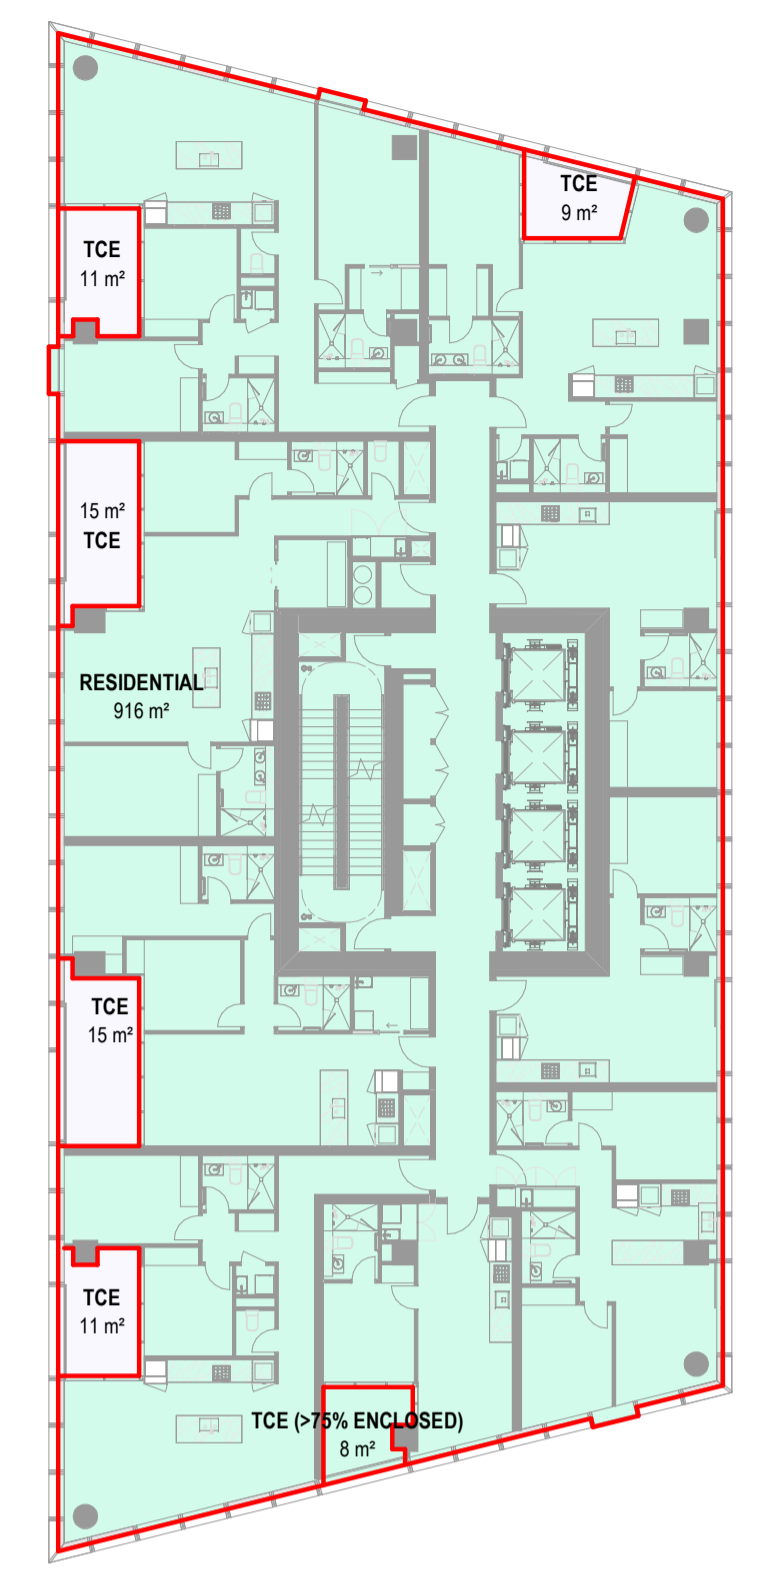 TCE
9 m²
TCE
11 m²
15 m²
TCE
RESIDENTIAL
916 m²
TCE
15 m²
TCE
11 m²
TCE (>75% ENCLOSED)
8 m²